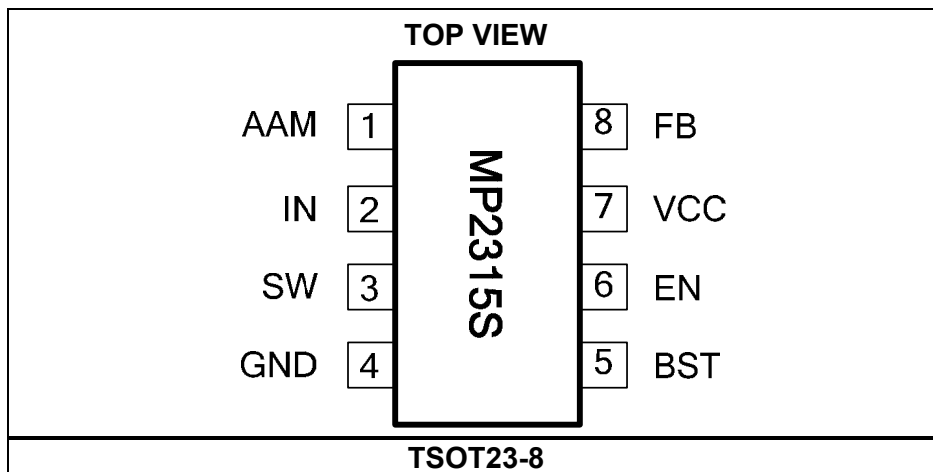 TOP VIEW
AAM 1 8 FB
IN 2 7 VCC
SW 3 6 EN
GND 4 5 BST
MP2315S
TSOT23-8